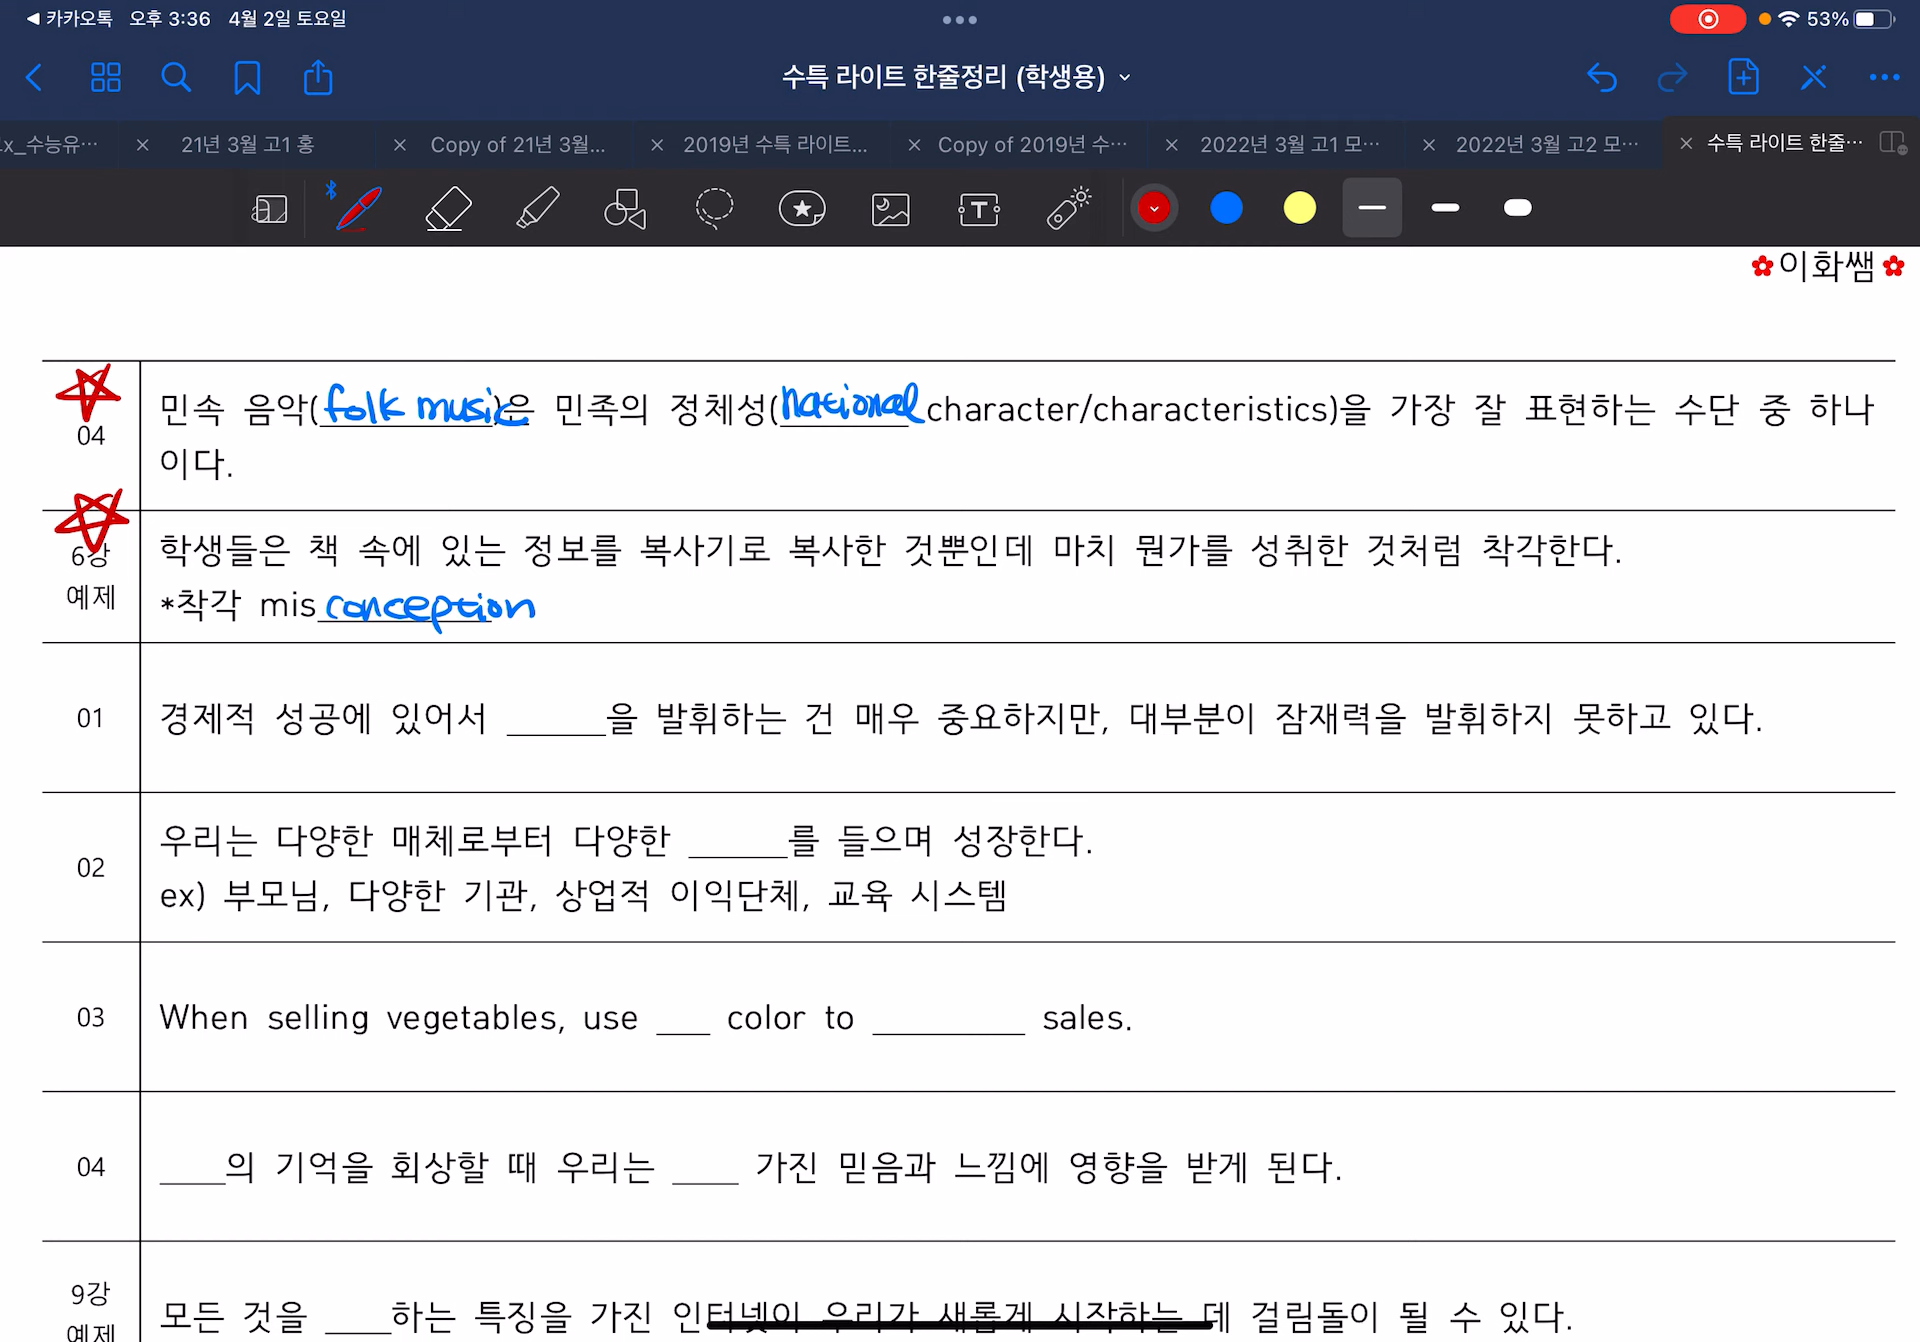 ◀ 카카오톡 오후 3:36 4월 2일 토요일 53%
수특 라이트 한줄정리 (학생용)
x_수능유… 21년 3월 고1 홍 Copy of 21년 3월... 2019년 수특 라이트... Copy of 2019년 수… 2022년 3월 고1 모… 2022년 3월 고2 모… 수특 라이트 한줄…
이화쌤
04 민속 음악(folk music)은 민족의 정체성(national character/characteristics)을 가장 잘 표현하는 수단 중 하나
이다.
6강 예제 학생들은 책 속에 있는 정보를 복사기로 복사한 것뿐인데 마치 뭔가를 성취한 것처럼 착각한다.
*착각 misconception
01 경제적 성공에 있어서 ______을 발휘하는 건 매우 중요하지만, 대부분이 잠재력을 발휘하지 못하고 있다.
02 우리는 다양한 매체로부터 다양한 ______를 들으며 성장한다.
ex) 부모님, 다양한 기관, 상업적 이익단체, 교육 시스템
03 When selling vegetables, use ___ color to _________ sales.
04 ____의 기억을 회상할 때 우리는 ____ 가진 믿음과 느낌에 영향을 받게 된다.
9강 예제 모든 것을 ____하는 특징을 가진 인터넷이 우리가 새롭게 시작하는 데 걸림돌이 될 수 있다.